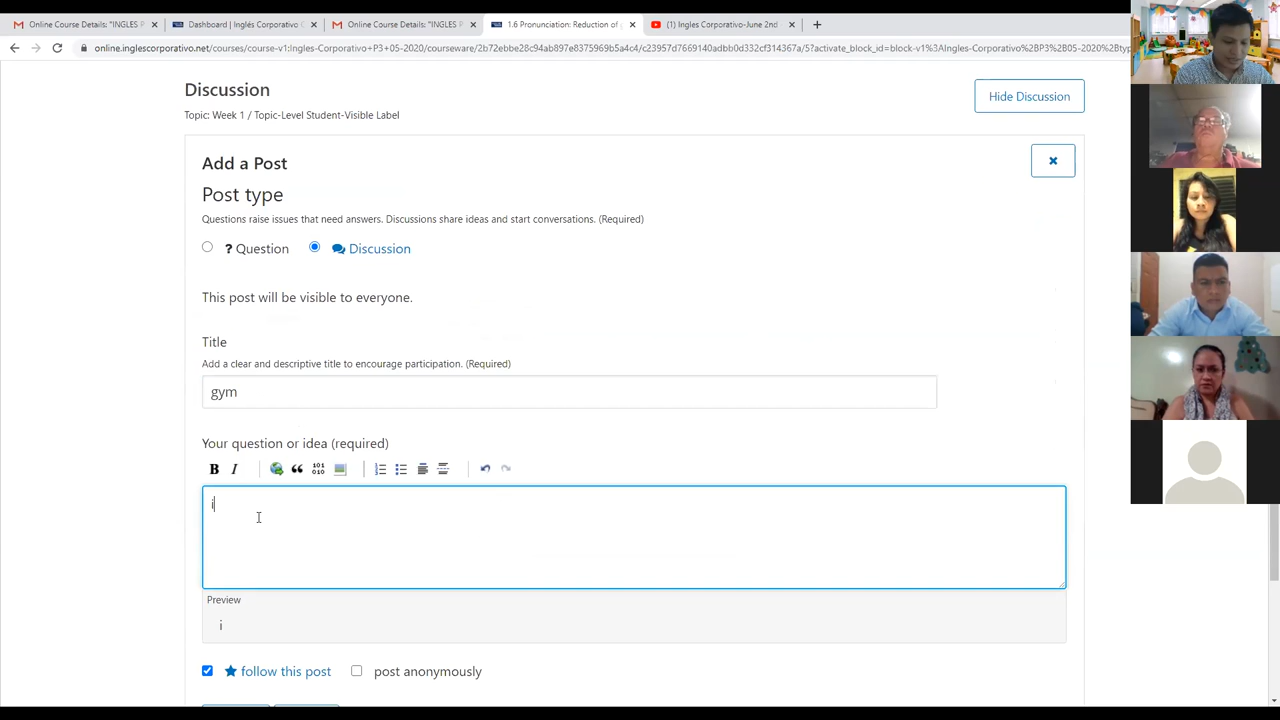 Online Course Details: "INGLES P
Dashboard | Inglés Corporativo
Online Course Details: "INGLES P
1.6 Pronunciation: Reduction of
(1) Ingles Corporativo-June 2nd
online.inglescorporativo.net/courses/course-v1:Ingles-Corporativo+P3+05-2020/courseware/2b72ebbe28c94ab897e8375969b5a4c4/c23957d7669140adbb0d332cf314367a/5?activate_block_id=block-v1%3AIngles-Corporativo%2BP3%2B05-2020%2Btyp
Discussion
Hide Discussion
Topic: Week 1 / Topic-Level Student-Visible Label
Add a Post
Post type
Questions raise issues that need answers. Discussions share ideas and start conversations. (Required)
? Question Discussion
This post will be visible to everyone.
Title
Add a clear and descriptive title to encourage participation. (Required)
gym
Your question or idea (required)
B I
i
Preview
i
follow this post post anonymously